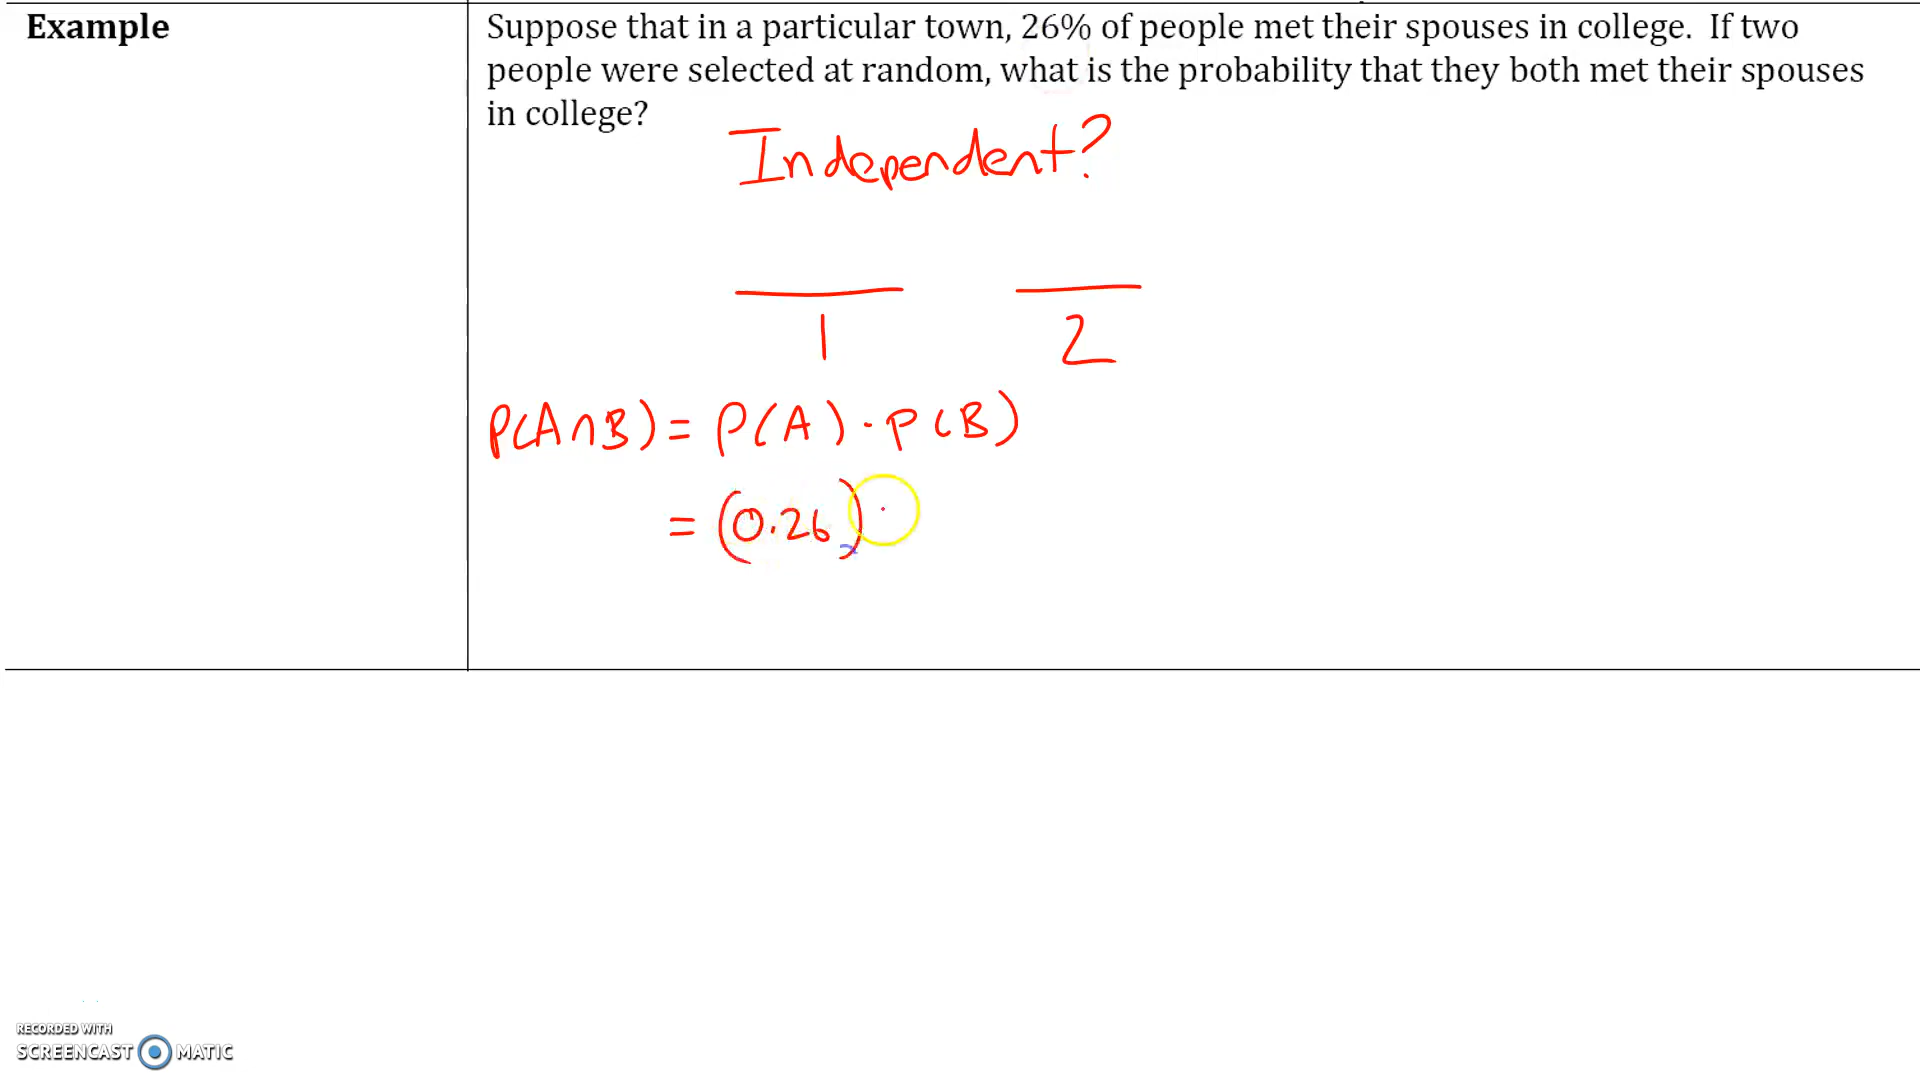 Example
Suppose that in a particular town, 26% of people met their spouses in college. If two
people were selected at random, what is the probability that they both met their spouses
in college?
Independent?
1 2
P(A∩B) = P(A) · P(B)
= (0.26) ·
RECORDED WITH
SCREENCAST MATIC